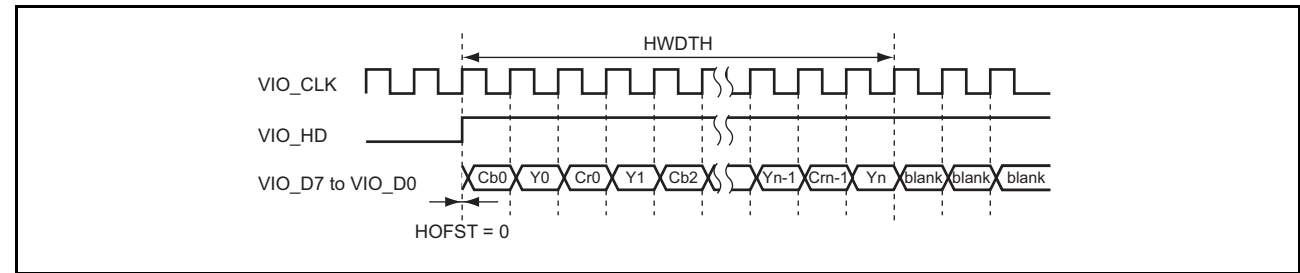 HWDTH
VIO_CLK
VIO_HD
VIO_D7 to VIO_D0 Cb0 Y0 Cr0 Y1 Cb2 Yn-1 Crn-1 Yn blank blank blank
HOFST = 0